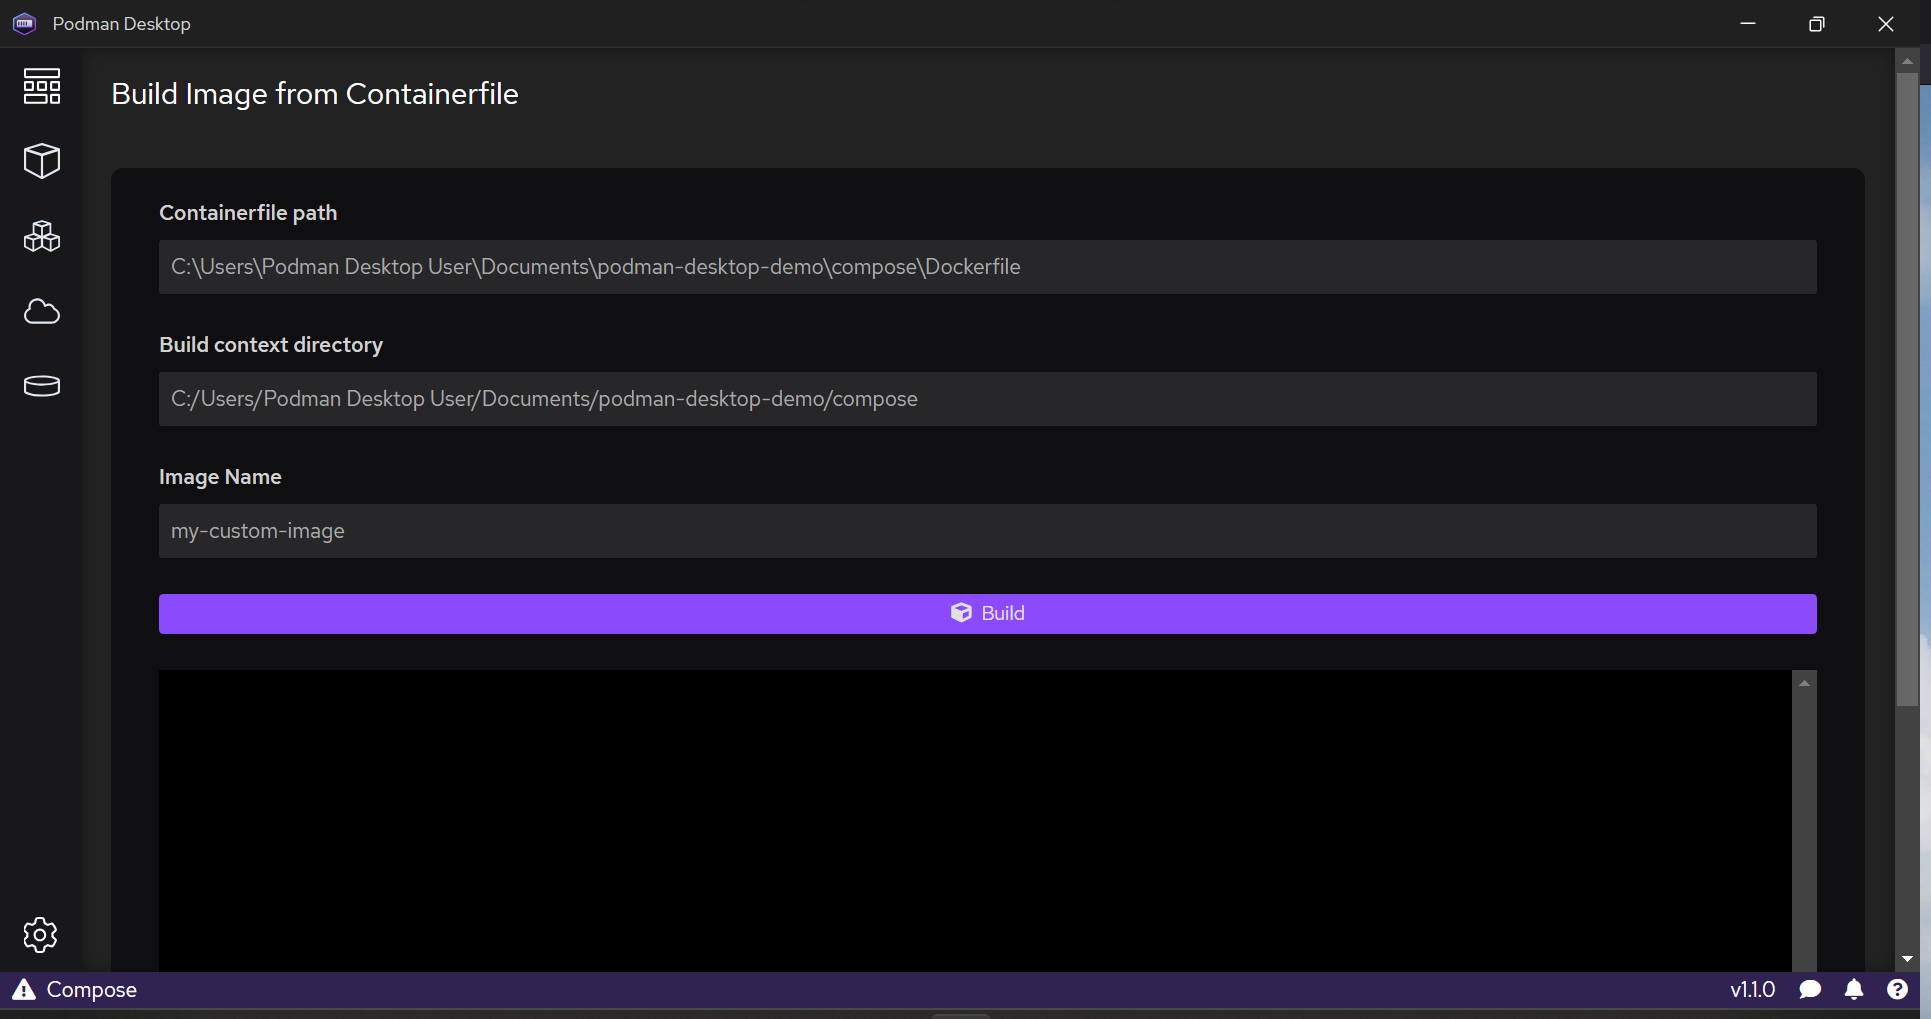 Podman Desktop
Build Image from Containerfile
Containerfile path
C:\Users\Podman Desktop User\Documents\podman-desktop-demo\compose\Dockerfile
Build context directory
C:/Users/Podman Desktop User/Documents/podman-desktop-demo/compose
Image Name
my-custom-image
Build
Compose
v1.1.0